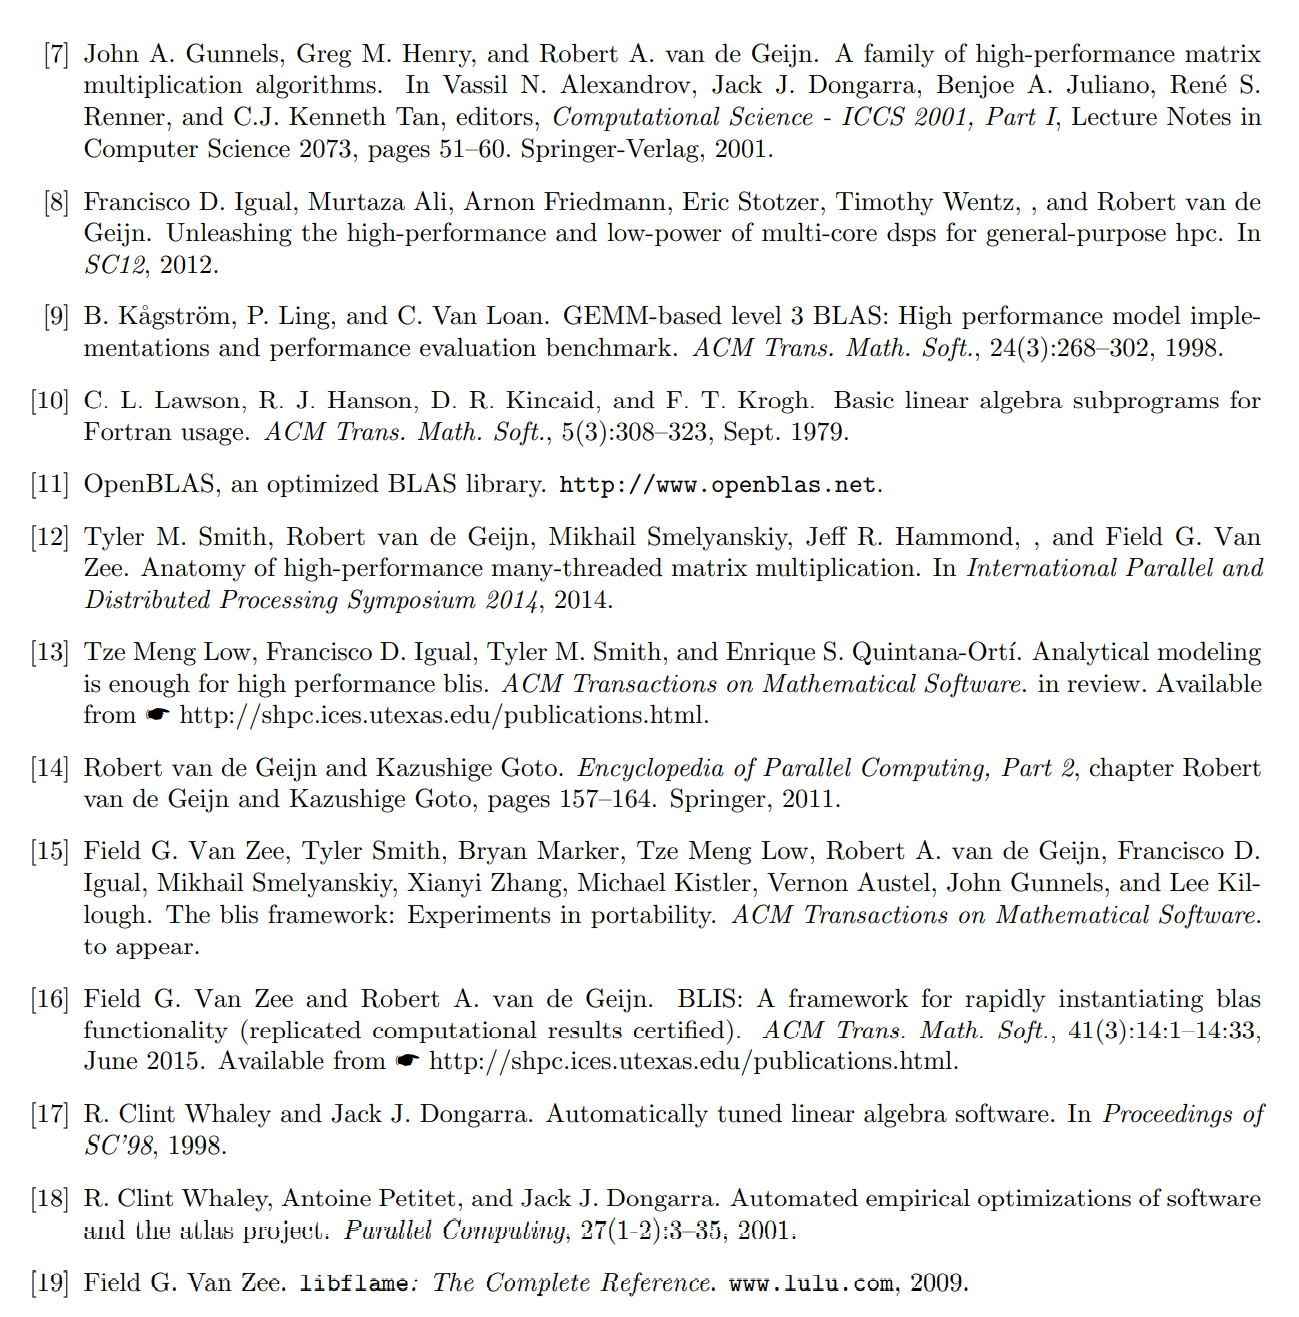 [7] John A. Gunnels, Greg M. Henry, and Robert A. van de Geijn. A family of high-performance matrix
multiplication algorithms. In Vassil N. Alexandrov, Jack J. Dongarra, Benjoe A. Juliano, René S.
Renner, and C.J. Kenneth Tan, editors, Computational Science - ICCS 2001, Part I, Lecture Notes in
Computer Science 2073, pages 51–60. Springer-Verlag, 2001.
[8] Francisco D. Igual, Murtaza Ali, Arnon Friedmann, Eric Stotzer, Timothy Wentz, , and Robert van de
Geijn. Unleashing the high-performance and low-power of multi-core dsps for general-purpose hpc. In
SC12, 2012.
[9] B. Kågström, P. Ling, and C. Van Loan. GEMM-based level 3 BLAS: High performance model imple-
mentations and performance evaluation benchmark. ACM Trans. Math. Soft., 24(3):268–302, 1998.
[10] C. L. Lawson, R. J. Hanson, D. R. Kincaid, and F. T. Krogh. Basic linear algebra subprograms for
Fortran usage. ACM Trans. Math. Soft., 5(3):308–323, Sept. 1979.
[11] OpenBLAS, an optimized BLAS library. http://www.openblas.net.
[12] Tyler M. Smith, Robert van de Geijn, Mikhail Smelyanskiy, Jeff R. Hammond, , and Field G. Van
Zee. Anatomy of high-performance many-threaded matrix multiplication. In International Parallel and
Distributed Processing Symposium 2014, 2014.
[13] Tze Meng Low, Francisco D. Igual, Tyler M. Smith, and Enrique S. Quintana-Ortí. Analytical modeling
is enough for high performance blis. ACM Transactions on Mathematical Software. in review. Available
from ☛ http://shpc.ices.utexas.edu/publications.html.
[14] Robert van de Geijn and Kazushige Goto. Encyclopedia of Parallel Computing, Part 2, chapter Robert
van de Geijn and Kazushige Goto, pages 157–164. Springer, 2011.
[15] Field G. Van Zee, Tyler Smith, Bryan Marker, Tze Meng Low, Robert A. van de Geijn, Francisco D.
Igual, Mikhail Smelyanskiy, Xianyi Zhang, Michael Kistler, Vernon Austel, John Gunnels, and Lee Kil-
lough. The blis framework: Experiments in portability. ACM Transactions on Mathematical Software.
to appear.
[16] Field G. Van Zee and Robert A. van de Geijn. BLIS: A framework for rapidly instantiating blas
functionality (replicated computational results certified). ACM Trans. Math. Soft., 41(3):14:1–14:33,
June 2015. Available from ☛ http://shpc.ices.utexas.edu/publications.html.
[17] R. Clint Whaley and Jack J. Dongarra. Automatically tuned linear algebra software. In Proceedings of
SC'98, 1998.
[18] R. Clint Whaley, Antoine Petitet, and Jack J. Dongarra. Automated empirical optimizations of software
and the atlas project. Parallel Computing, 27(1-2):3–35, 2001.
[19] Field G. Van Zee. libflame: The Complete Reference. www.lulu.com, 2009.